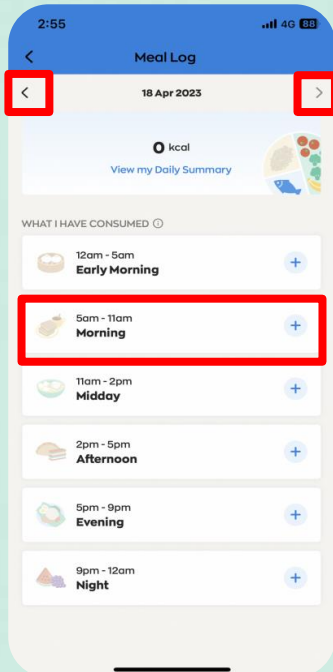 2:55
4G 88
Meal Log
18 Apr 2023
0 kcal
View my Daily Summary
WHAT I HAVE CONSUMED
12am - 5am
Early Morning
5am - 11am
Morning
11am - 2pm
Midday
2pm - 5pm
Afternoon
5pm - 9pm
Evening
9pm - 12am
Night